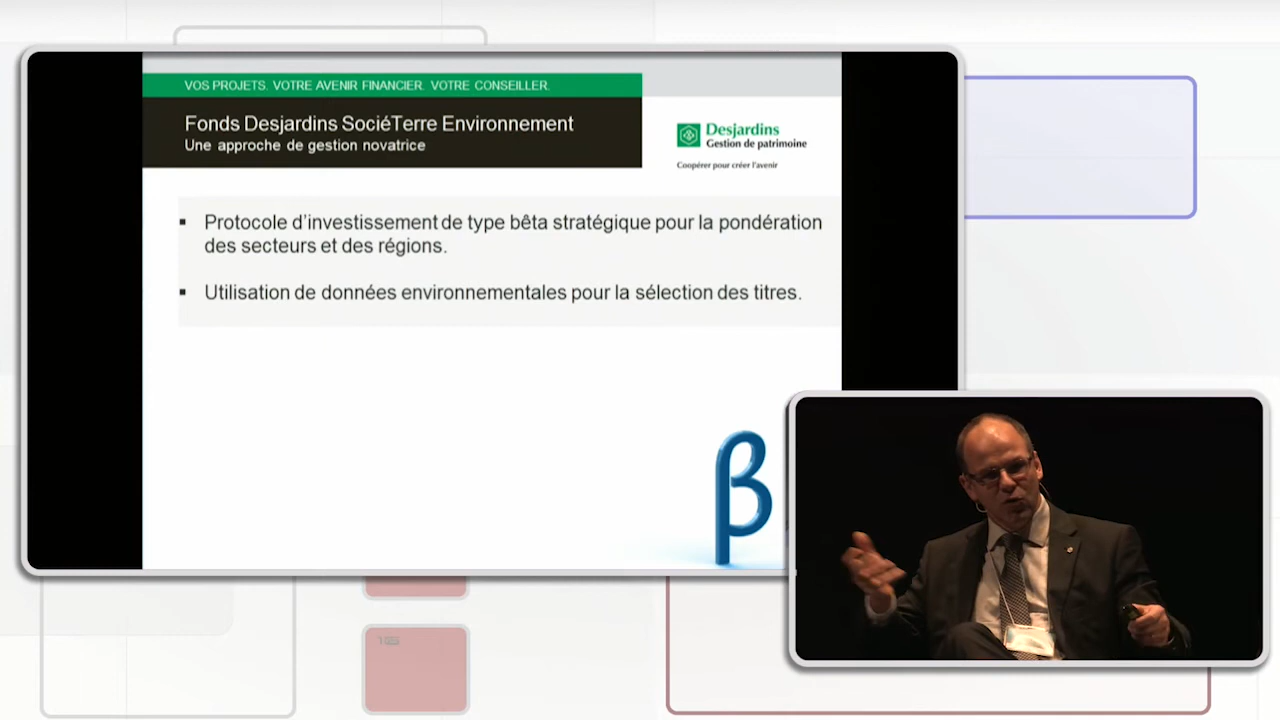 VOS PROJETS. VOTRE AVENIR FINANCIER. VOTRE CONSEILLER.
Fonds Desjardins SociéTerre Environnement
Une approche de gestion novatrice
Desjardins
Gestion de patrimoine
Coopérer pour créer l'avenir
▪ Protocole d'investissement de type bêta stratégique pour la pondération
des secteurs et des régions.
▪ Utilisation de données environnementales pour la sélection des titres.
β